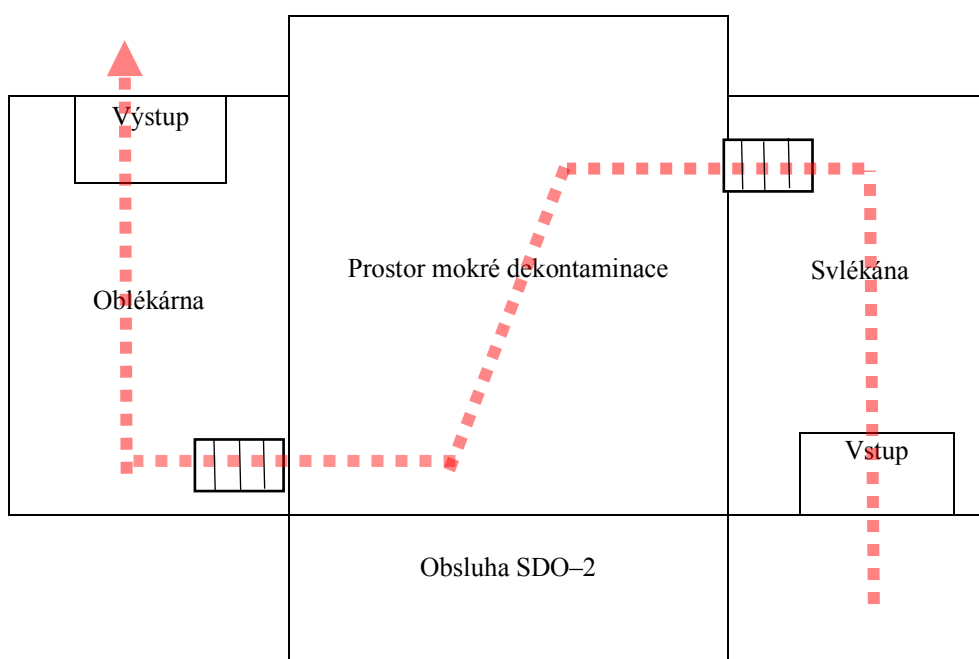 Výstup
Prostor mokré dekontaminace
Svlékána
Oblékárna
Vstup
Obsluha SDO–2